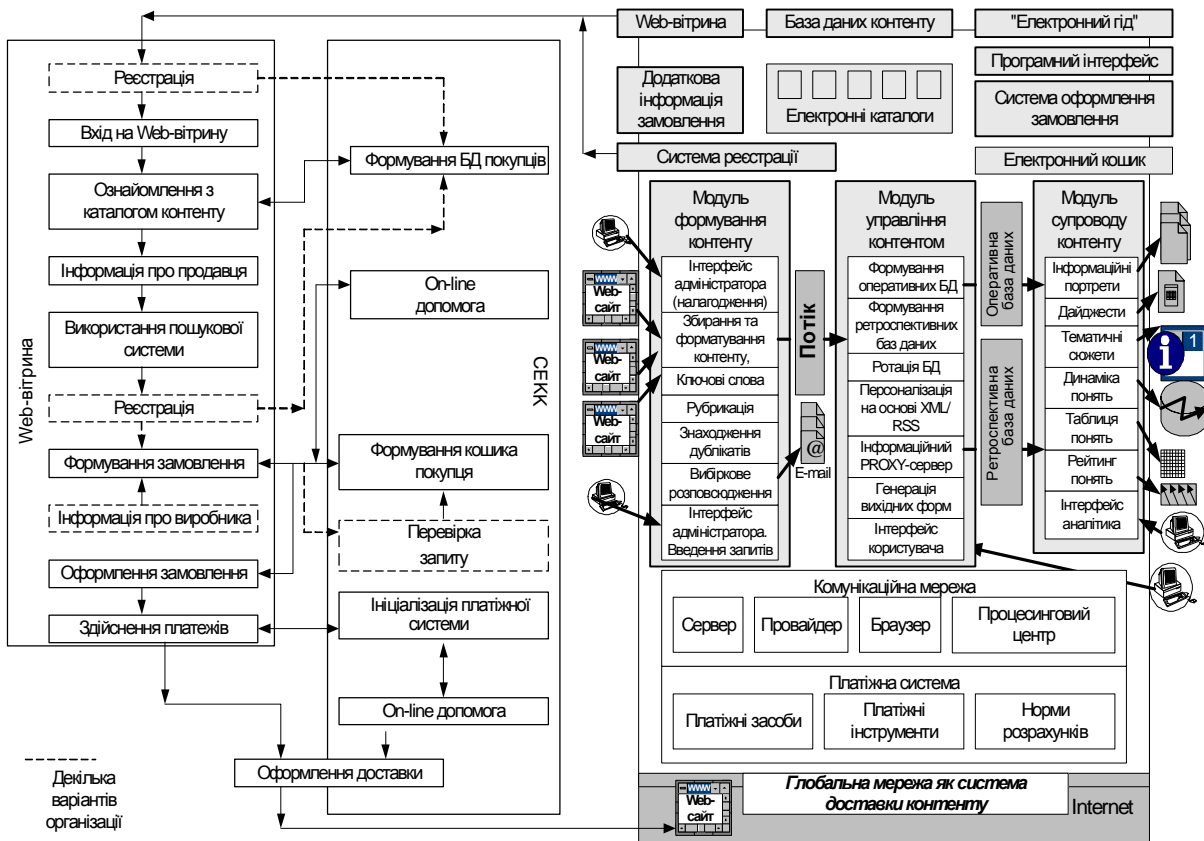 Web-вітрина
Реєстрація
Вхід на Web-вітрину
Ознайомлення з
каталогом контенту
Інформація про продавця
Використання пошукової
системи
Реєстрація
Формування замовлення
Інформація про виробника
Оформлення замовлення
Здійснення платежів
Декілька
варіантів
організації
СЕКК
Формування БД покупців
On-line
допомога
Формування кошика
покупця
Перевірка
запиту
Ініціалізація платіжної
системи
On-line допомога
Оформлення доставки
Web-вітрина
База даних контенту
"Електронний гід"
Додаткова
інформація
замовлення
Електронні каталоги
Програмний інтерфейс
Система оформлення
замовлення
Система реєстрації
Електронний кошик
WWW
Web-
сайт
WWW
Web-
сайт
WWW
Web-
сайт
Модуль
формування
контенту
Інтерфейс
адміністратора
(налагодження)
Збирання та
форматування
контенту,
Ключові слова
Рубрикація
Знаходження
дублікатів
Вибіркове
розповсюдження
Інтерфейс
адміністратора.
Введення запитів
Потік
@
E-mail
Модуль
управління
контентом
Формування
оперативних БД
Формування
ретроспективних
баз даних
Ротація БД
Персоналізація
на основі XML/
RSS
Інформаційний
PROXY-сервер
Генерація
вихідних форм
Інтерфейс
користувача
Оперативна
база даних
Ретроспективна
база даних
Модуль
супроводу
контенту
Інформаційні
портрети
Дайджести
Тематичні
сюжети
Динаміка
понять
Таблиця
понять
Рейтинг
понять
Інтерфейс
аналітика
i
1
Комунікаційна мережа
Сервер
Провайдер
Браузер
Процесинговий
центр
Платіжна система
Платіжні засоби
Платіжні
інструменти
Норми
розрахунків
WWW
Web-
сайт
Глобальна мережа як система
доставки контенту
Internet